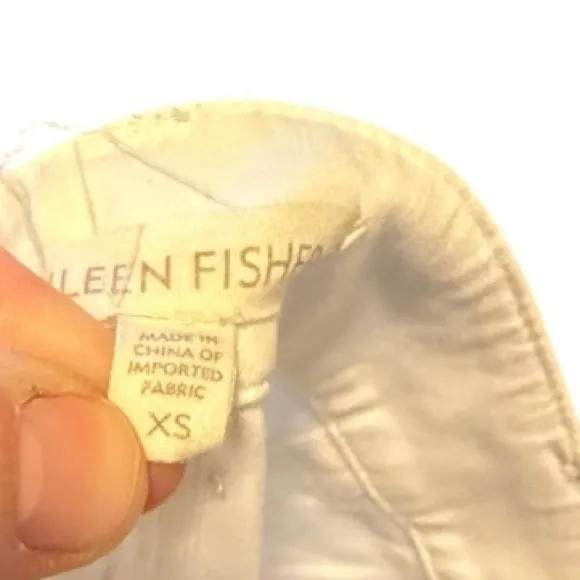 ILEEN FISHE
MADE IN
CHINA OF
IMPORTED
FABRIC
XS